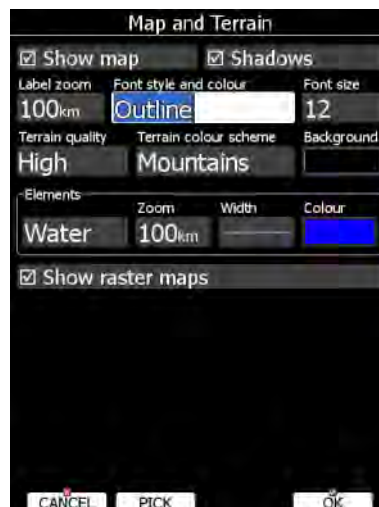 Map and Terrain
Show map Shadows
Label zoom Font style and colour Font size
100km Outline 12
Terrain quality Terrain colour scheme Background
High Mountains
Elements
Zoom Width Colour
Water 100km
Show raster maps
CANCEL PICK OK